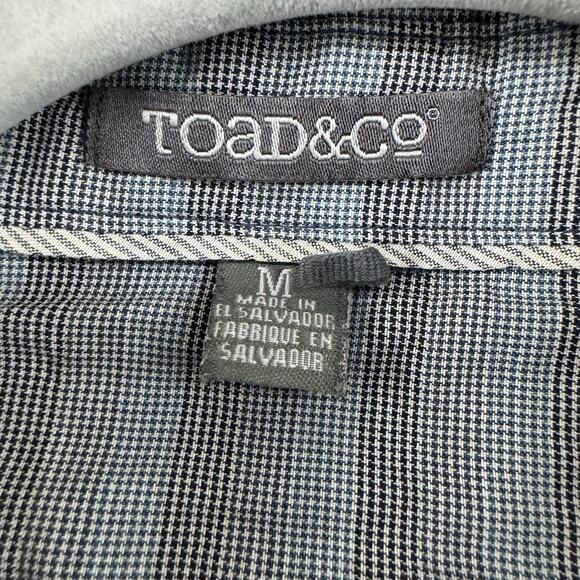 TOAD&CO
M
MADE IN
EL SALVADOR
FABRIQUE EN
SALVADOR